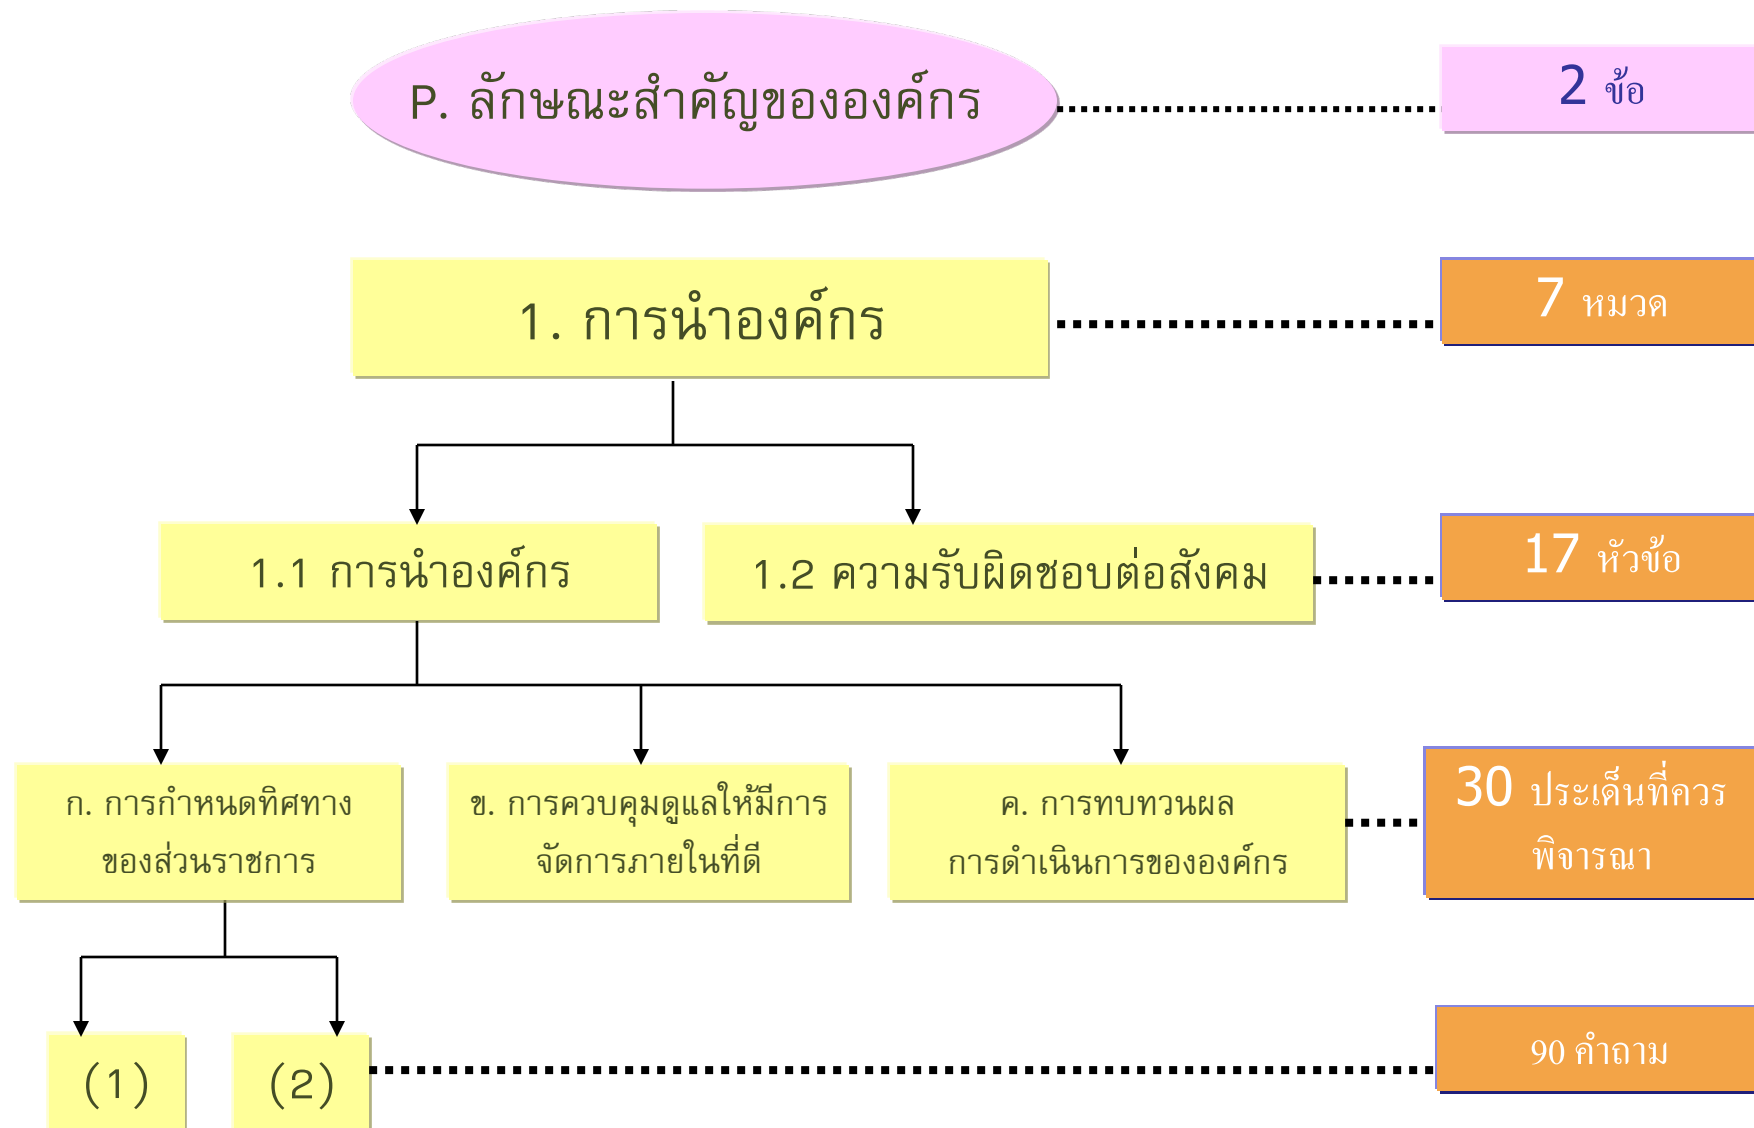 P. ลักษณะสำคัญขององค์กร
2 ข้อ
1. การนำองค์กร
7 หมวด
1.1 การนำองค์กร
1.2 ความรับผิดชอบต่อสังคม
17 หัวข้อ
ก. การกำหนดทิศทาง
ของส่วนราชการ
ข. การควบคุมดูแลให้มีการ
จัดการภายในที่ดี
ค. การทบทวนผล
การดำเนินการขององค์กร
30 ประเด็นที่ควร
พิจารณา
(1)
(2)
90 คำถาม